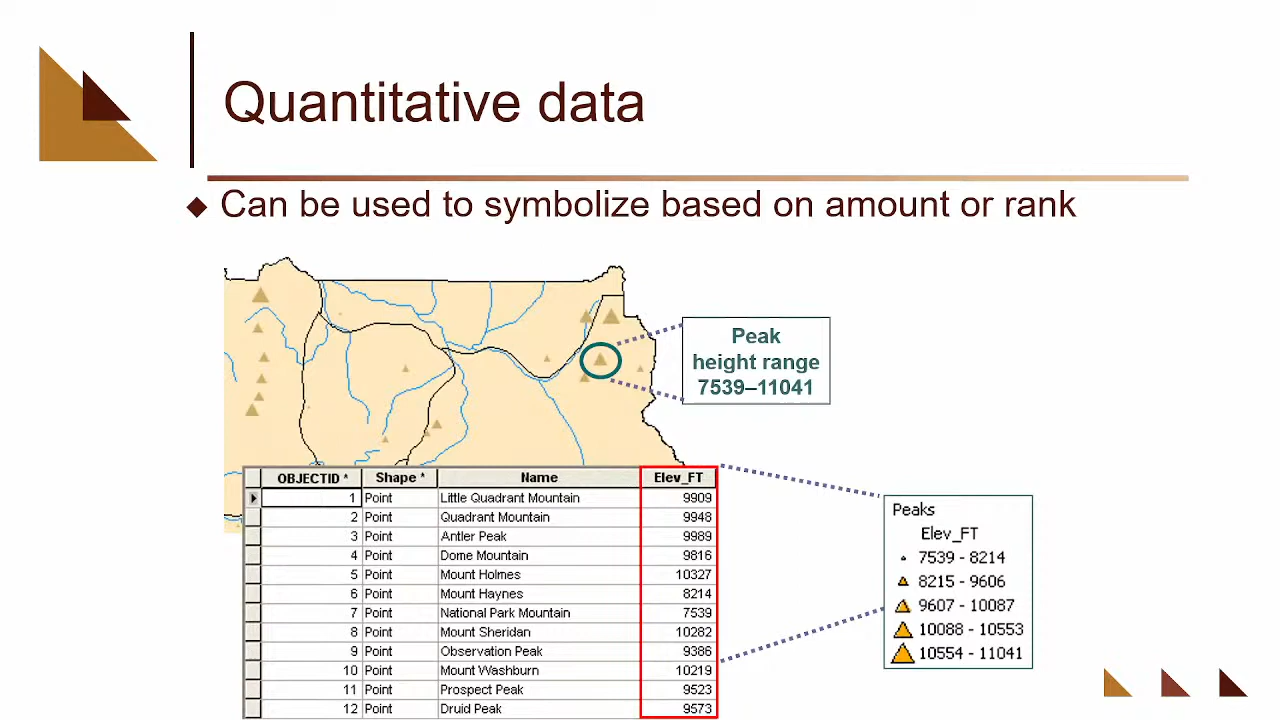 Quantitative data
Can be used to symbolize based on amount or rank
Peak
height range
7539–11041
OBJECTID * Shape * Name Elev_FT
1 Point Little Quadrant Mountain 9909
2 Point Quadrant Mountain 9948
3 Point Antler Peak 9989
4 Point Dome Mountain 9816
5 Point Mount Holmes 10327
6 Point Mount Haynes 8214
7 Point National Park Mountain 7539
8 Point Mount Sheridan 10282
9 Point Observation Peak 9386
10 Point Mount Washburn 10219
11 Point Prospect Peak 9523
12 Point Druid Peak 9573
Peaks
Elev_FT
7539 - 8214
8215 - 9606
9607 - 10087
10088 - 10553
10554 - 11041